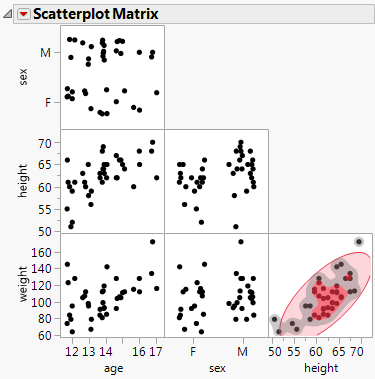 Scatterplot Matrix
M
F
sex
70
65
60
55
50
height
160
140
120
100
80
60
weight
12 13 14 16 17
F M
50 55 60 65 70
age sex height